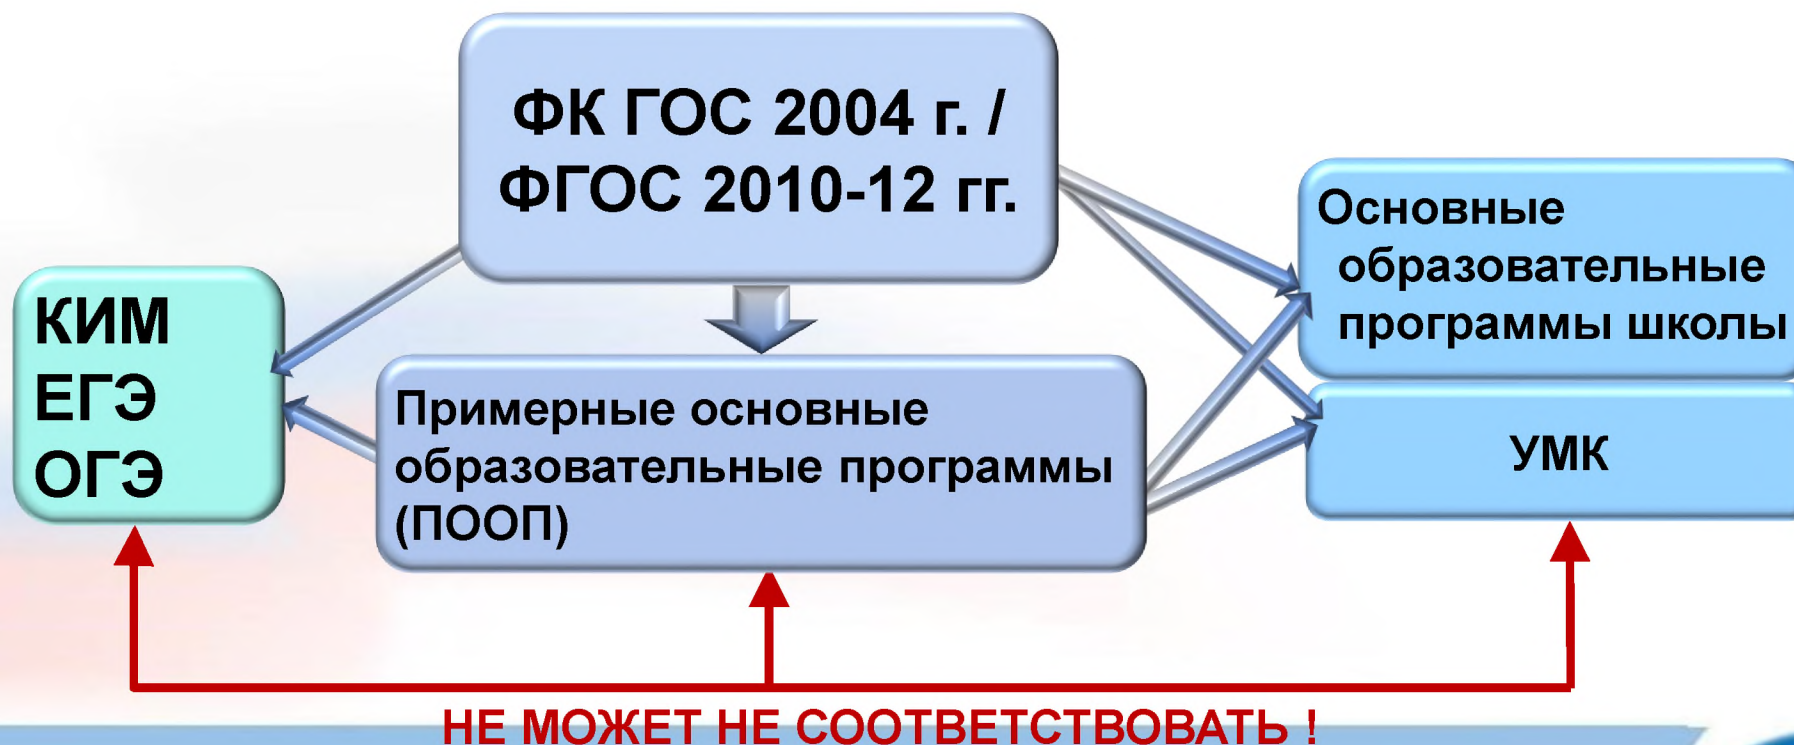 ФК ГОС 2004 г. /
ФГОС 2010-12 гг.
КИМ
ЕГЭ
ОГЭ
Примерные основные
образовательные программы
(ПООП)
Основные
образовательные
программы школы
УМК
НЕ МОЖЕТ НЕ СООТВЕТСТВОВАТЬ !